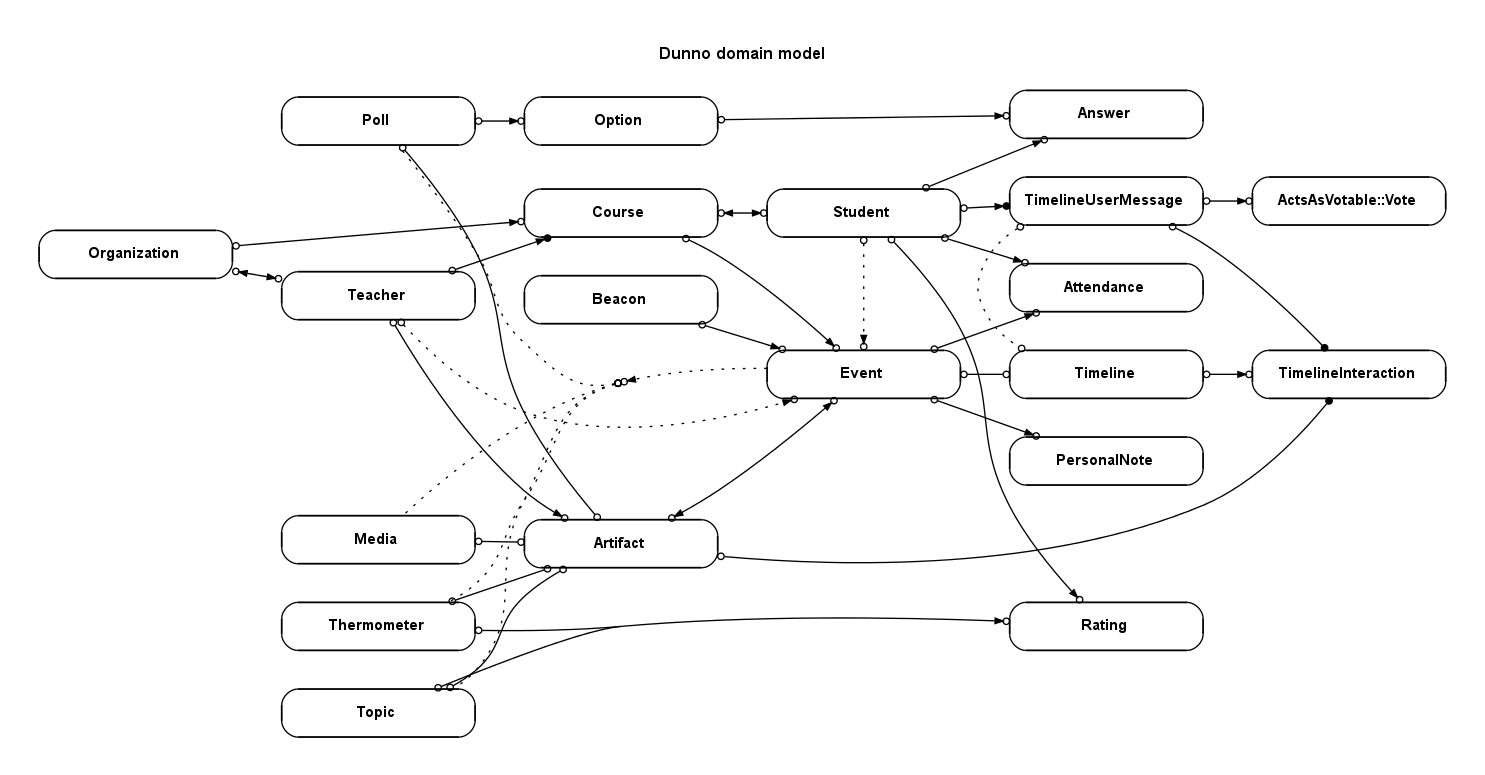 Dunno domain model
Poll
Option
Answer
Course
Student
TimelineUserMessage
ActsAsVotable::Vote
Organization
Teacher
Beacon
Attendance
Event
Timeline
TimelineInteraction
PersonalNote
Media
Artifact
Thermometer
Rating
Topic